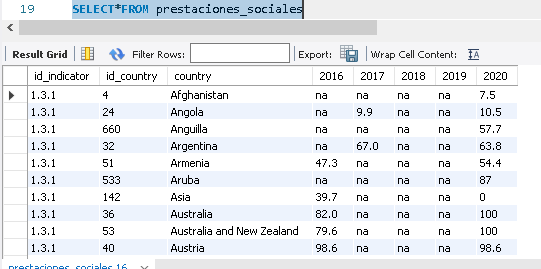 19 SELECT*FROM prestaciones_sociales
Result Grid Filter Rows: Export: Wrap Cell Content: IA
id_indicator id_country country 2016 2017 2018 2019 2020
1.3.1 4 Afghanistan na na na na 7.5
1.3.1 24 Angola na 9.9 na na 10.5
1.3.1 660 Anguilla na na na na 57.7
1.3.1 32 Argentina na 67.0 na na 63.8
1.3.1 51 Armenia 47.3 na na na 54.4
1.3.1 533 Aruba na na na na 87
1.3.1 142 Asia 39.7 na na na 0
1.3.1 36 Australia 82.0 na na na 100
1.3.1 53 Australia and New Zealand 79.6 na na na 100
1.3.1 40 Austria 98.6 na na na 98.6
prestaciones_sociales 16